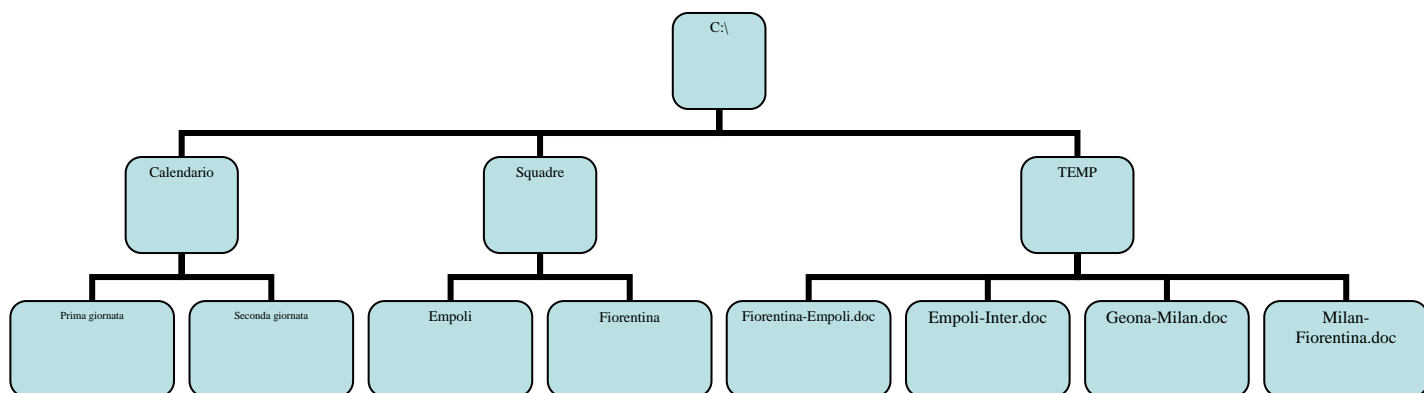 C:\
Calendario
Squadre
TEMP
Prima giornata
Seconda giornata
Empoli
Fiorentina
Fiorentina-Empoli.doc
Empoli-Inter.doc
Geona-Milan.doc
Milan-
Fiorentina.doc